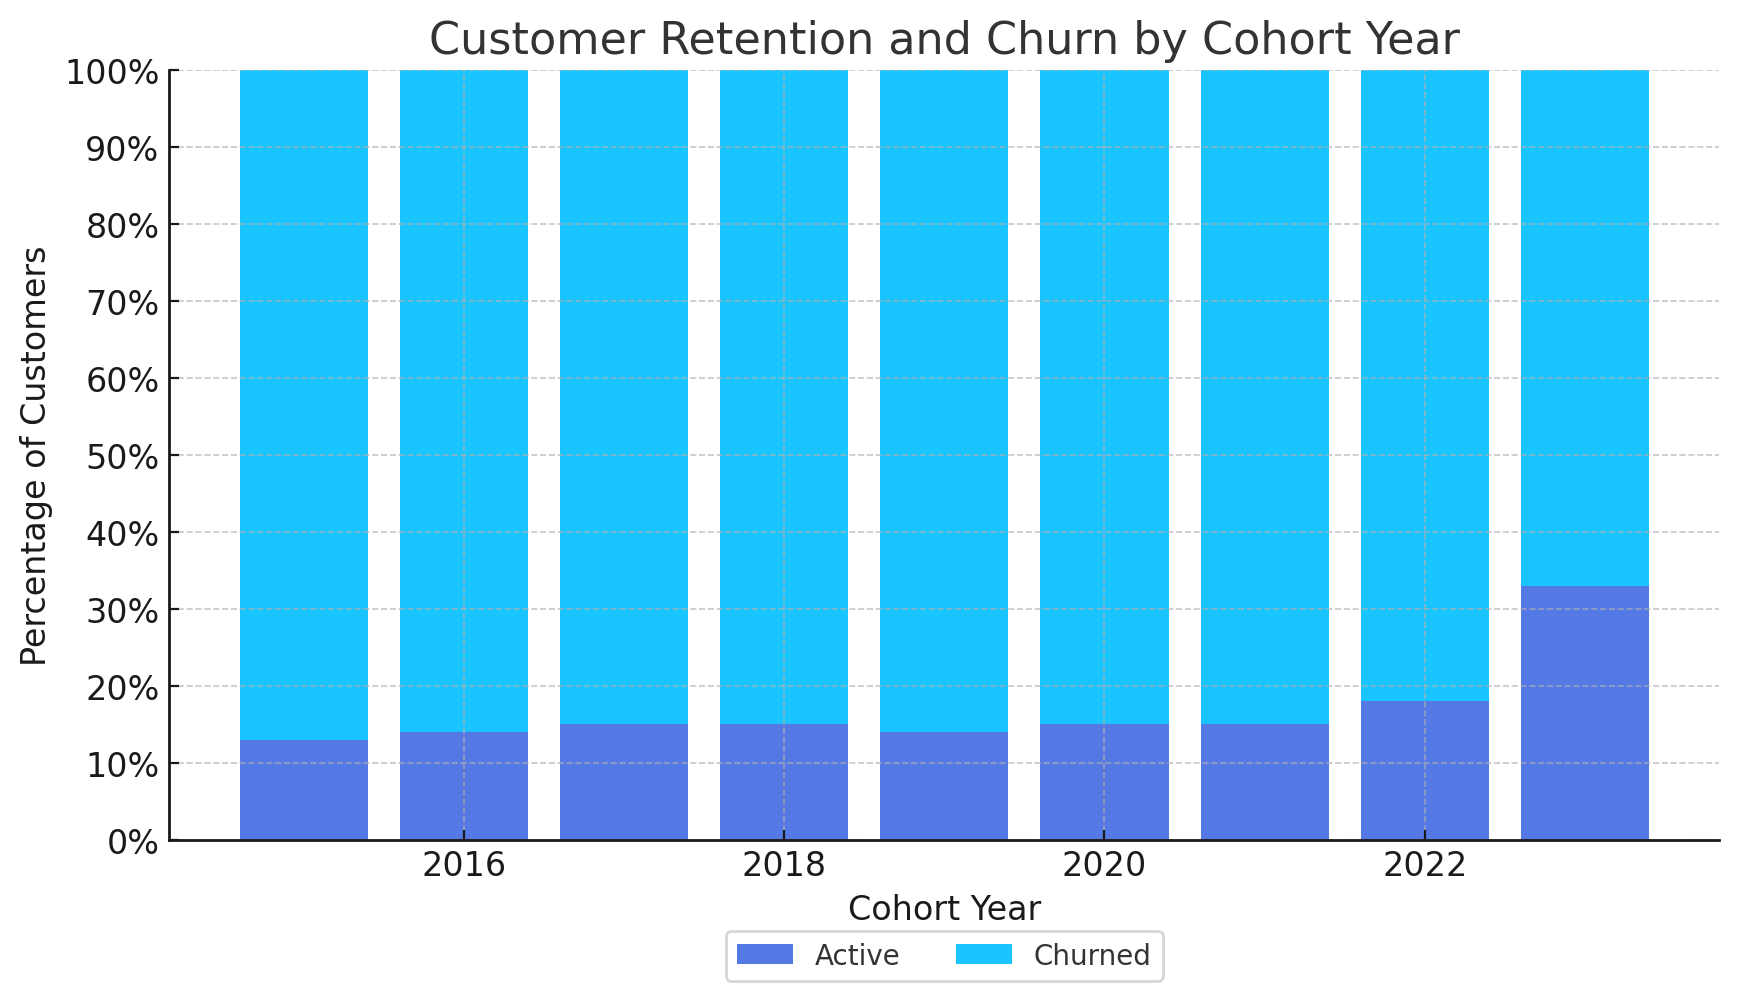 Customer Retention and Churn by Cohort Year
100%
90%
80%
70%
60%
50%
40%
30%
20%
10%
0%
Percentage of Customers
2016 2018 2020 2022
Cohort Year
Active Churned